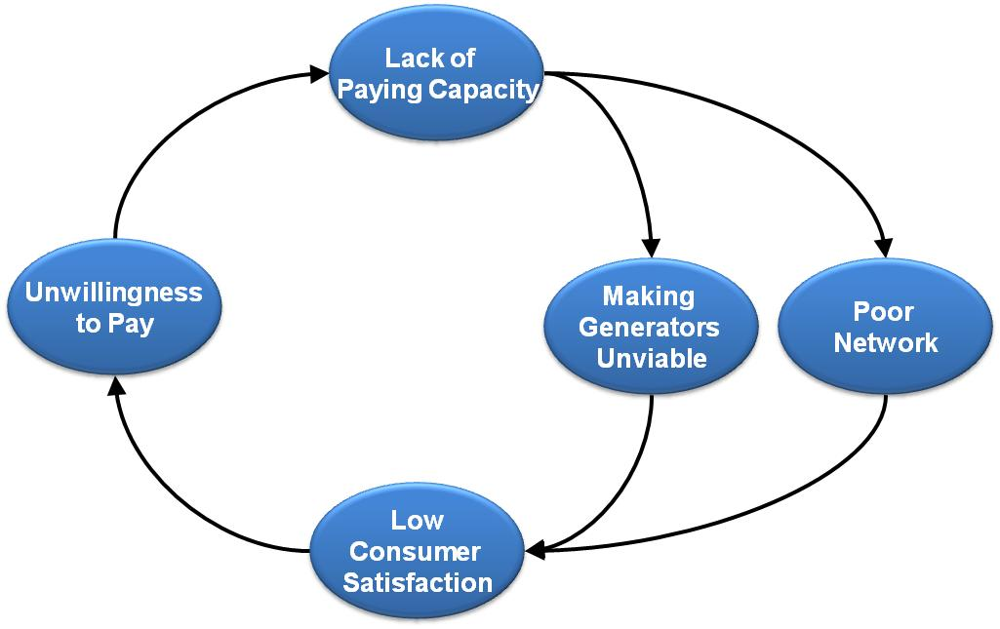 Lack of
Paying Capacity
Unwillingness
to Pay
Making
Generators
Unviable
Poor
Network
Low
Consumer
Satisfaction